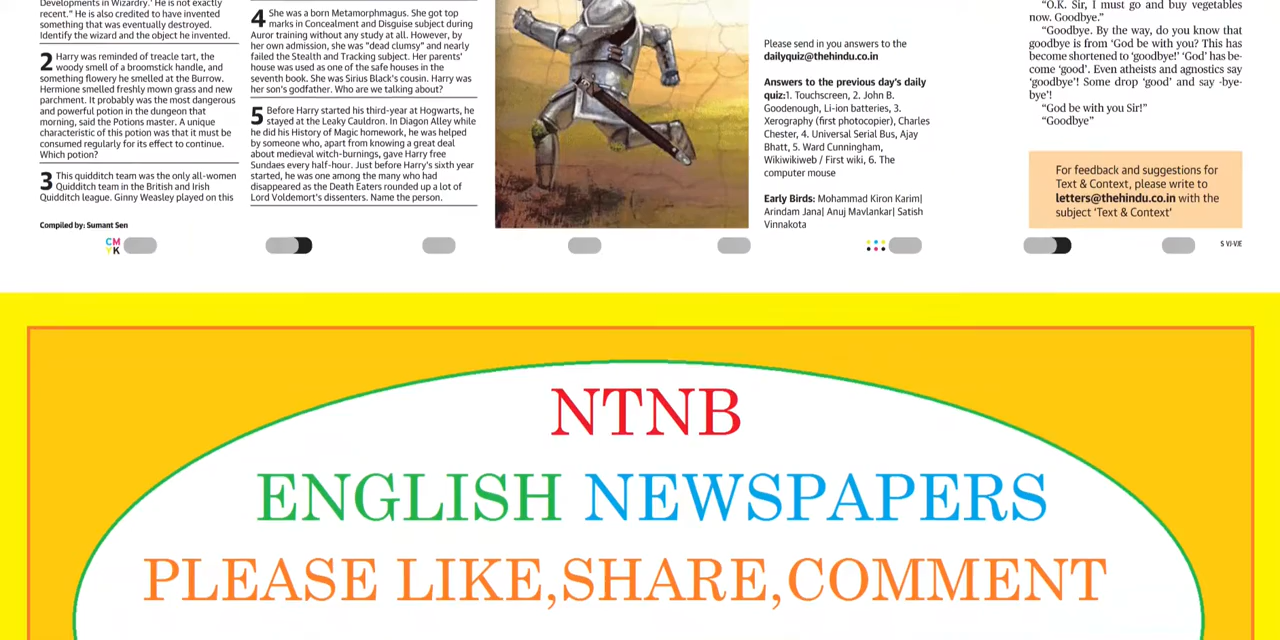 Developments in Wizardry.' He is not exactly
recent." He is also credited to have invented
something that was eventually destroyed.
Identify the wizard and the object he invented.
2 Harry was reminded of treacle tart, the
woody smell of a broomstick handle, and
something flowery he smelled at the Burrow.
Hermione smelled freshly mown grass and new
parchment. It probably was the most dangerous
and powerful potion in the dungeon that
morning, said the Potions master. A unique
characteristic of this potion was that it must be
consumed regularly for its effect to continue.
Which potion?
3 This quidditch team was the only all-women
Quidditch team in the British and Irish
Quidditch league. Ginny Weasley played on this
Compiled by: Sumant Sen
4 She was a born Metamorphmagus. She got top
marks in Concealment and Disguise subject during
Auror training without any study at all. However, by
her own admission, she was "dead clumsy" and nearly
failed the Stealth and Tracking subject. Her parents'
house was used as one of the safe houses in the
seventh book. She was Sirius Black's cousin. Harry was
her son's godfather. Who are we talking about?
5 Before Harry started his third-year at Hogwarts, he
stayed at the Leaky Cauldron. In Diagon Alley while
he did his History of Magic homework, he was helped
by someone who, apart from knowing a great deal
about medieval witch-burnings, gave Harry free
Sundaes every half-hour. Just before Harry's sixth year
started, he was one among the many who had
disappeared as the Death Eaters rounded up a lot of
Lord Voldemort's dissenters. Name the person.
Please send in you answers to the
dailyquiz@thehindu.co.in
Answers to the previous day's daily
quiz:1. Touchscreen, 2. John B.
Goodenough, Li-ion batteries, 3.
Xerography (first photocopier), Charles
Chester, 4. Universal Serial Bus, Ajay
Bhatt, 5. Ward Cunningham,
Wikiwikiweb / First wiki, 6. The
computer mouse
Early Birds: Mohammad Kiron Karim|
Arindam Jana| Anuj Mavlankar| Satish
Vinnakota
"O.K. Sir, I must go and buy vegetables
now. Goodbye."
"Goodbye. By the way, do you know that
goodbye is from 'God be with you? This has
become shortened to 'goodbye!' 'God' has be-
come 'good'. Even atheists and agnostics say
'goodbye'! Some drop 'good' and say -bye-
bye'!
"God be with you Sir!"
"Goodbye"
For feedback and suggestions for
Text & Context, please write to
letters@thehindu.co.in with the
subject 'Text & Context'
CM
YK
S VJ-VJE
NTNB
ENGLISH NEWSPAPERS
PLEASE LIKE,SHARE,COMMENT